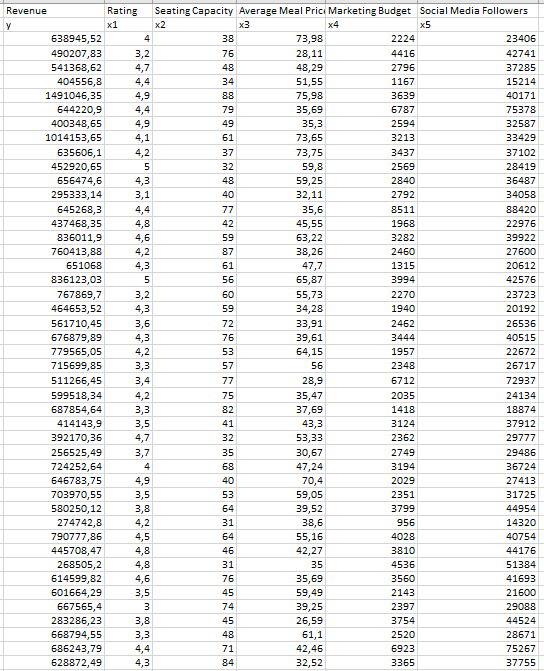 Revenue Rating Seating Capacity Average Meal Pric Marketing Budget Social Media Followers
y x1 x2 x3 x4 x5
638945,52 4 38 73,98 2224 23406
490207,83 3,2 76 28,11 4416 42741
541368,62 4,7 48 48,29 2796 37285
404556,8 4,4 34 51,55 1167 15214
1491046,35 4,9 88 75,98 3639 40171
644220,9 4,4 79 35,69 6787 75378
400348,65 4,9 49 35,3 2594 32587
1014153,65 4,1 61 73,65 3213 33429
635606,1 4,2 37 73,75 3437 37102
452920,65 5 32 59,8 2569 28419
656474,6 4,3 48 59,25 2840 36487
295333,14 3,1 40 32,11 2792 34058
645268,3 4,4 77 35,6 8511 88420
437468,35 4,8 42 45,55 1968 22976
836011,9 4,6 59 63,22 3282 39922
760413,88 4,2 87 38,26 2460 27600
651068 4,3 61 47,7 1315 20612
836123,03 5 56 65,87 3994 42576
767869,7 3,2 60 55,73 2270 23723
464653,52 4,3 59 34,28 1940 20192
561710,45 3,6 72 33,91 2462 26536
676879,89 4,3 76 39,61 3444 40515
779565,05 4,2 53 64,15 1957 22672
715699,85 3,3 57 56 2348 26717
511266,45 3,4 77 28,9 6712 72937
599518,34 4,2 75 35,47 2035 24134
687854,64 3,3 82 37,69 1418 18874
414143,9 3,5 41 43,3 3124 37912
392170,36 4,7 32 53,33 2362 29777
256525,49 3,7 35 30,67 2749 29486
724252,64 4 68 47,24 3194 36724
646783,75 4,9 40 70,4 2029 27413
703970,55 3,5 53 59,05 2351 31725
580250,12 3,8 64 39,52 3799 44954
274742,8 4,2 31 38,6 956 14320
790777,86 4,5 64 55,16 4028 40754
445708,47 4,8 46 42,27 3810 44176
268505,2 4,8 31 35 4536 51384
614599,82 4,6 76 35,69 3560 41693
601664,29 3,5 45 59,49 2143 21600
667565,4 3 74 39,25 2397 29088
283286,23 3,8 45 26,59 3754 44524
668794,55 3,3 48 61,1 2520 28671
686243,79 4,4 71 42,46 6923 75267
628872,49 4,3 84 32,52 3365 37755